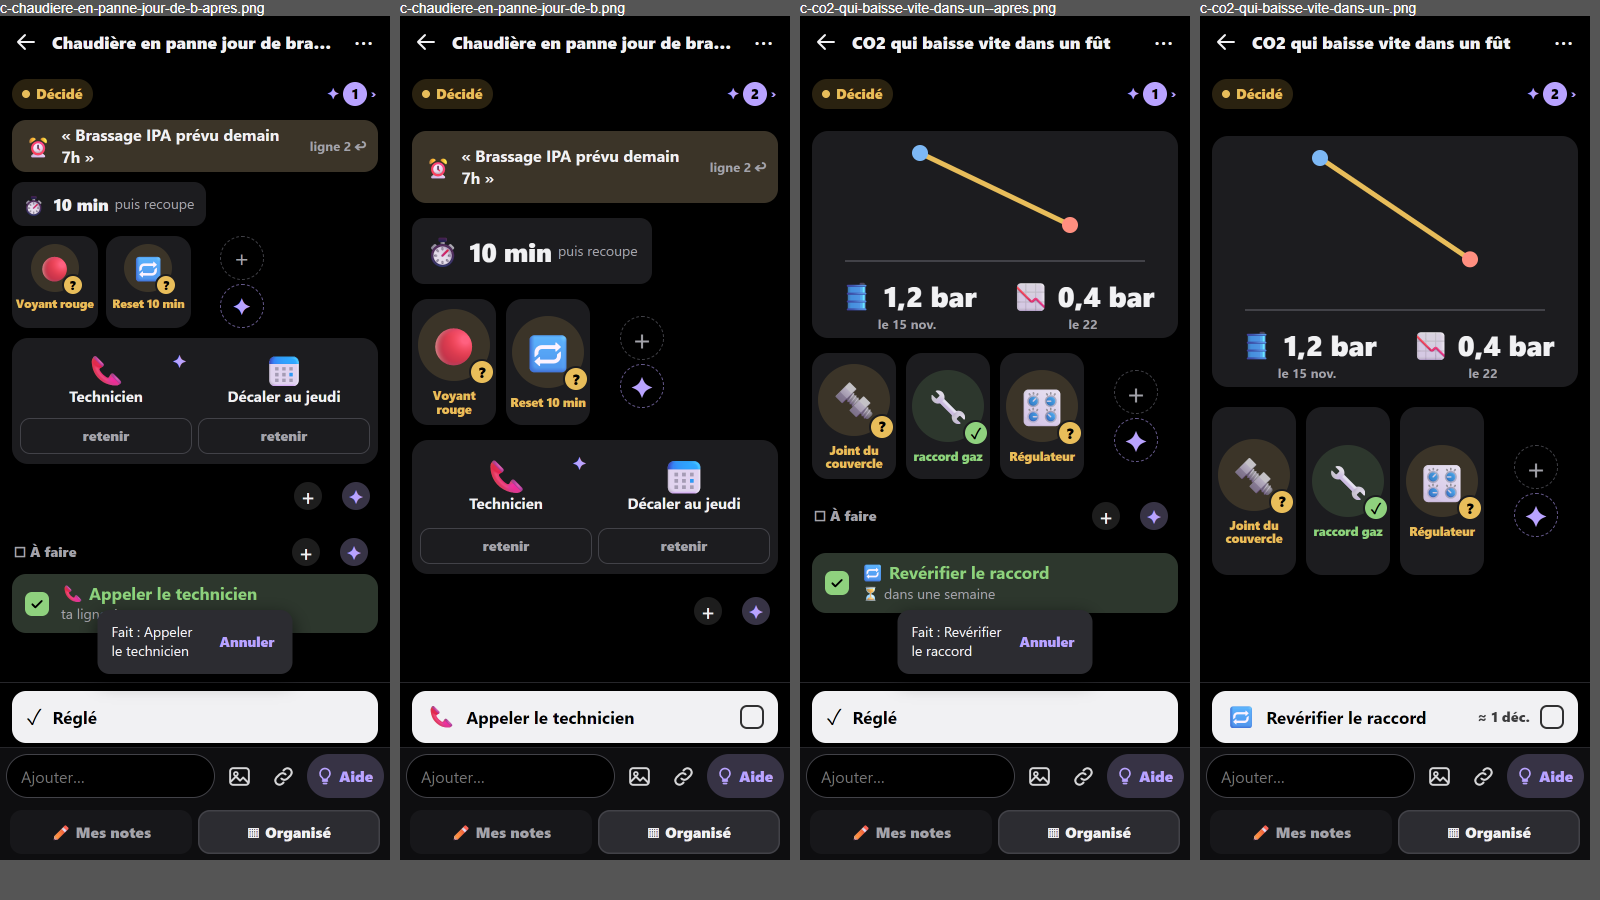 c-chaudiere-en-panne-jour-de-b-apres.png
Chaudière en panne jour de bra...
Décidé
1
« Brassage IPA prévu demain
7h »
ligne 2
10 min puis recoupe
Voyant rouge
?
Reset 10 min
?
Technicien
Décaler au jeudi
retenir
retenir
À faire
Appeler le technicien
ta lign
Fait : Appeler
le technicien
Annuler
Réglé
Ajouter...
Aide
Mes notes
Organisé
c-chaudiere-en-panne-jour-de-b.png
Chaudière en panne jour de bra...
Décidé
2
« Brassage IPA prévu demain
7h »
ligne 2
10 min puis recoupe
Voyant
rouge
?
Reset 10 min
?
Technicien
Décaler au jeudi
retenir
retenir
Appeler le technicien
Ajouter...
Aide
Mes notes
Organisé
c-co2-qui-baisse-vite-dans-un--apres.png
CO2 qui baisse vite dans un fût
Décidé
1
1,2 bar
le 15 nov.
0,4 bar
le 22
?
Joint du
couvercle
raccord gaz
?
Régulateur
À faire
Revérifier le raccord
dans une semaine
Fait : Revérifier
le raccord
Annuler
Réglé
Ajouter...
Aide
Mes notes
Organisé
c-co2-qui-baisse-vite-dans-un-.png
CO2 qui baisse vite dans un fût
Décidé
2
1,2 bar
le 15 nov.
0,4 bar
le 22
?
Joint du
couvercle
raccord gaz
?
Régulateur
Revérifier le raccord
≈ 1 déc.
Ajouter...
Aide
Mes notes
Organisé